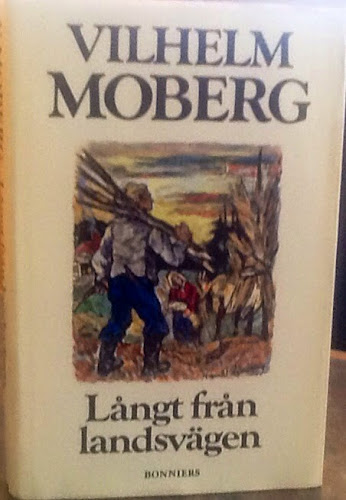 VILHELM
MOBERG
Långt från
landsvägen
BONNIERS